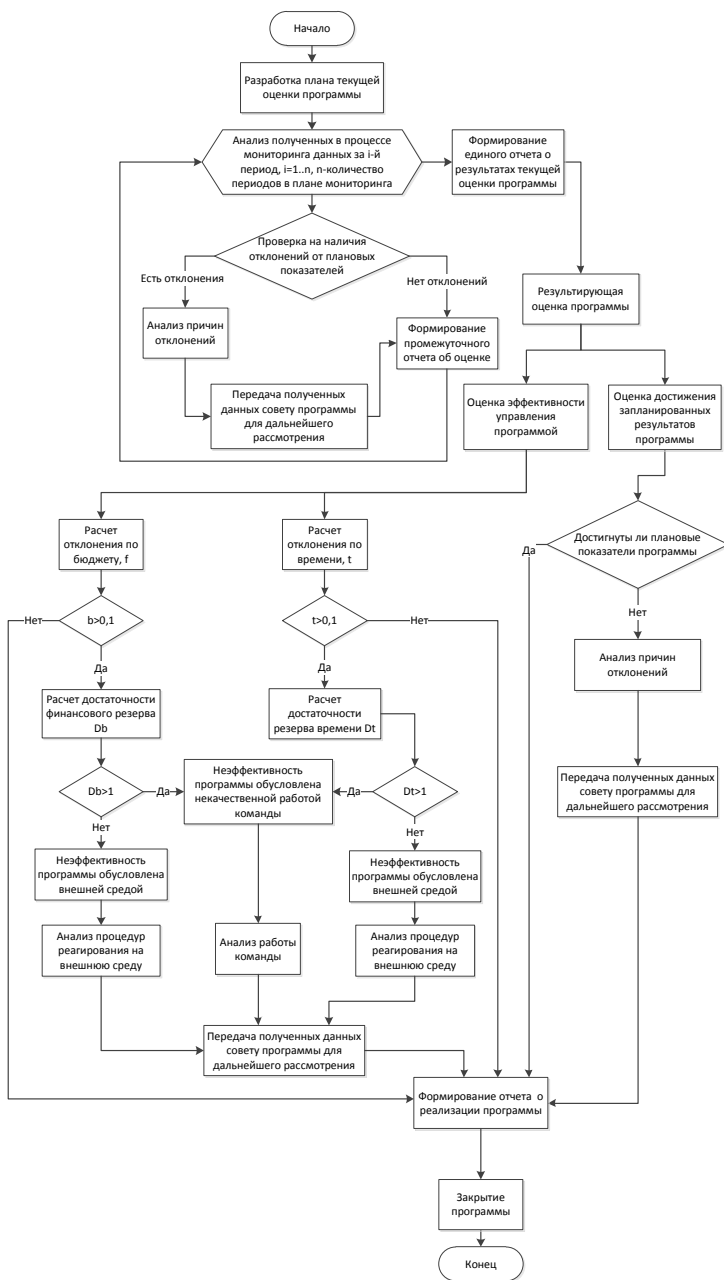 Начало
Разработка плана текущей
оценки программы
Анализ полученных в процессе
мониторинга данных за i-й
период, i=1..n, n-количество
периодов в плане мониторинга
Формирование
единого отчета о
результатах текущей
оценки программы
Проверка на наличия
отклонений от плановых
показателей
Есть отклонения
Нет отклонений
Результирующая
оценка программы
Анализ причин
отклонений
Формирование
промежуточного
отчета об оценке
Передача полученных
данных совету программы
для дальнейшего
рассмотрения
Оценка эффективности
управления
программой
Оценка достижения
запланированных
результатов
программы
Расчет
отклонения по
бюджету, f
Расчет
отклонения по
времени, t
Достигнуты ли плановые
показатели программы
Да
Нет
Нет
b>0,1
t>0,1
Нет
Да
Да
Анализ причин
отклонений
Расчет достаточности
финансового резерва
Db
Расчет
достаточности
резерва времени Dt
Неэффективность
программы обусловлена
некачественной работой
команды
Передача полученных данных
совету программы для
дальнейшего рассмотрения
Db>1
Да
Да
Dt>1
Нет
Нет
Неэффективность
программы обусловлена
внешней средой
Неэффективность
программы обусловлена
внешней средой
Анализ процедур
реагирования на
внешнюю среду
Анализ работы
команды
Анализ процедур
реагирования на
внешнюю среду
Передача полученных данных
совету программы для
дальнейшего рассмотрения
Формирование отчета о
реализации программы
Закрытие
программы
Конец